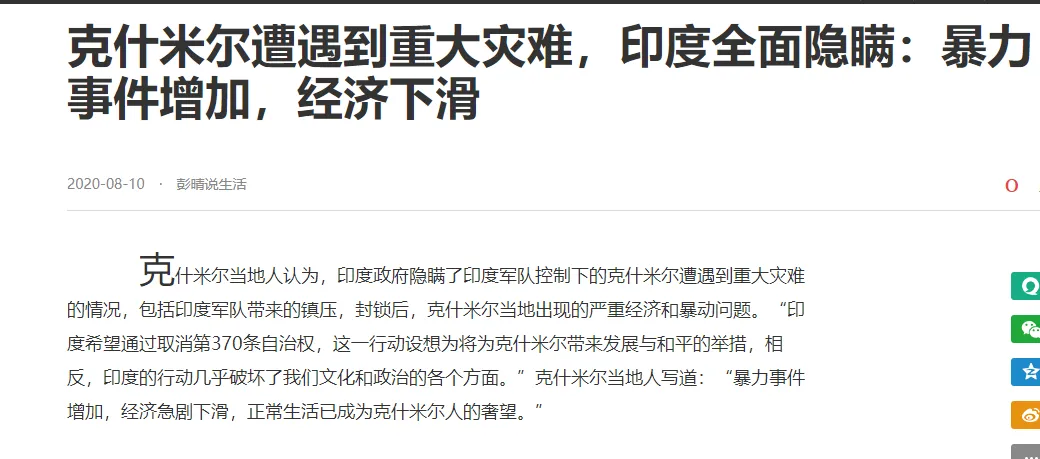 克什米尔遭遇到重大灾难，印度全面隐瞒：暴力
事件增加，经济下滑
2020-08-10 · 彭晴说生活
克什米尔当地人认为，印度政府隐瞒了印度军队控制下的克什米尔遭遇到重大灾难
的情况，包括印度军队带来的镇压，封锁后，克什米尔当地出现的严重经济和暴动问题。“印
度希望通过取消第370条自治权，这一行动设想为将为克什米尔带来发展与和平的举措，相
反，印度的行动几乎破坏了我们文化和政治的各个方面。”克什米尔当地人写道：“暴力事件
增加，经济急剧下滑，正常生活已成为克什米尔人的奢望。”